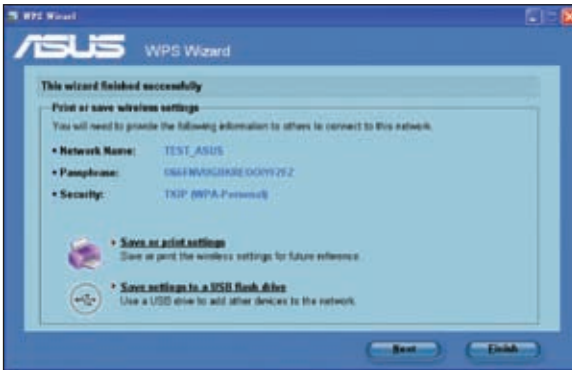 WPS Wizard
ASUS WPS Wizard
This wizard finished successfully
Print or save wireless settings
You will need to provide the following information to others to connect to this network.
• Network Name: TEST_ASUS
• Passphrase:
• Security: TKIP (WPA-Personal)
Save or print settings
Save or print the wireless settings for future reference.
Save settings to a USB flash drive
Use a USB drive to add other devices to the network.
Next Finish